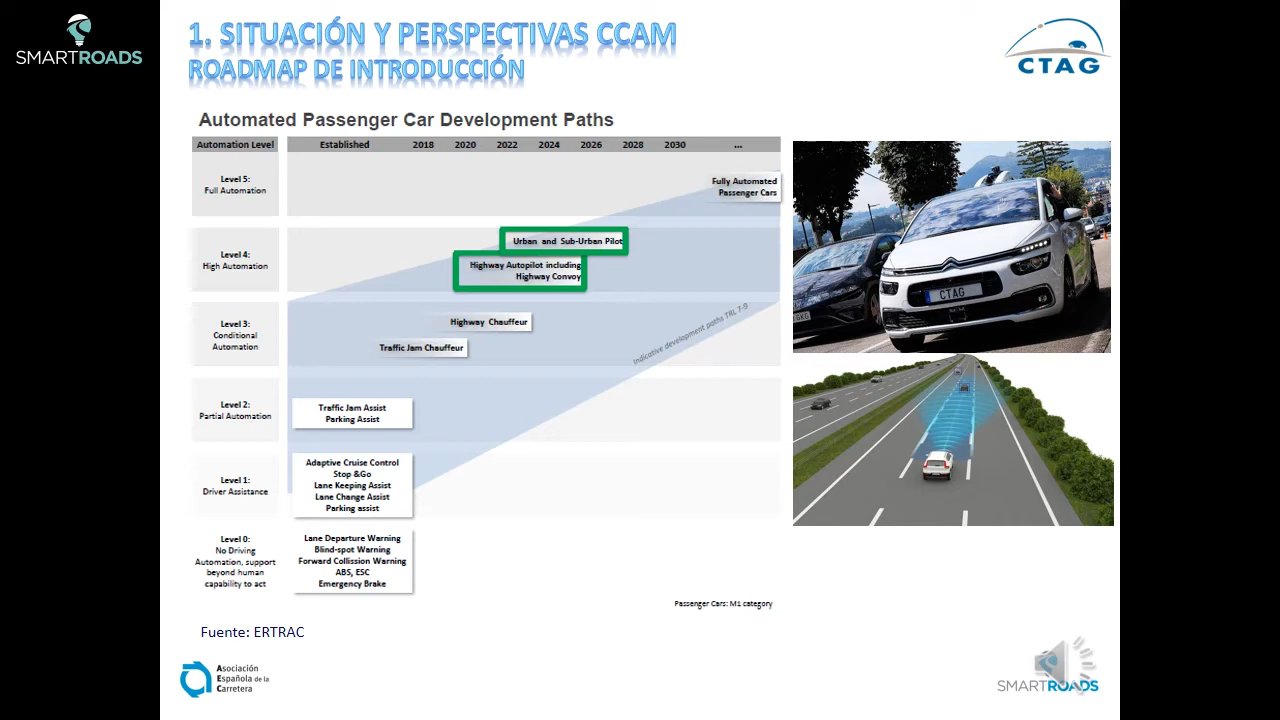 SMARTROADS
1. SITUACIÓN Y PERSPECTIVAS CCAM
ROADMAP DE INTRODUCCIÓN
CTAG
Automated Passenger Car Development Paths
Automation Level Established 2018 2020 2022 2024 2026 2028 2030 ...
Level 5:
Full Automation
Fully Automated
Passenger Cars
Level 4:
High Automation
Urban and Sub-Urban Pilot
Highway Autopilot including
Highway Convoy
Level 3:
Conditional
Automation
Highway Chauffeur
Traffic Jam Chauffeur
Indicative development paths TRL 7-9
Level 2:
Partial Automation
Traffic Jam Assist
Parking Assist
Level 1:
Driver Assistance
Adaptive Cruise Control
Stop &Go
Lane Keeping Assist
Lane Change Assist
Parking assist
Level 0:
No Driving
Automation, support
beyond human
capability to act
Lane Departure Warning
Blind-spot Warning
Forward Collission Warning
ABS, ESC
Emergency Brake
Passenger Cars: M1 category
CTAG
Fuente: ERTRAC
Asociación
Española de la
Carretera
SMARTROADS